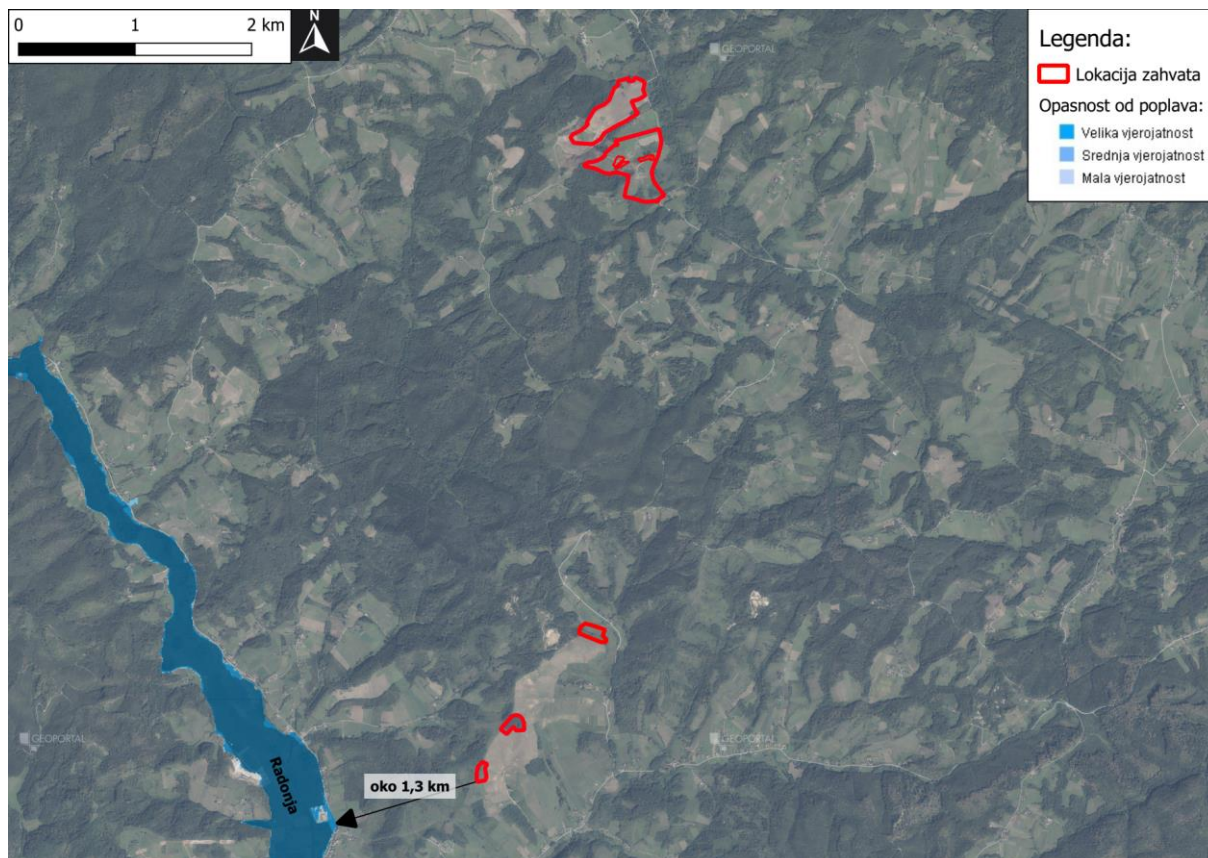 0 1 2 km
N
GEOPORTAL
Legenda:
Lokacija zahvata
Opasnost od poplava:
Velika vjerojatnost
Srednja vjerojatnost
Mala vjerojatnost
GEOPORTAL
GEOPORTAL
Radonja
oko 1,3 km